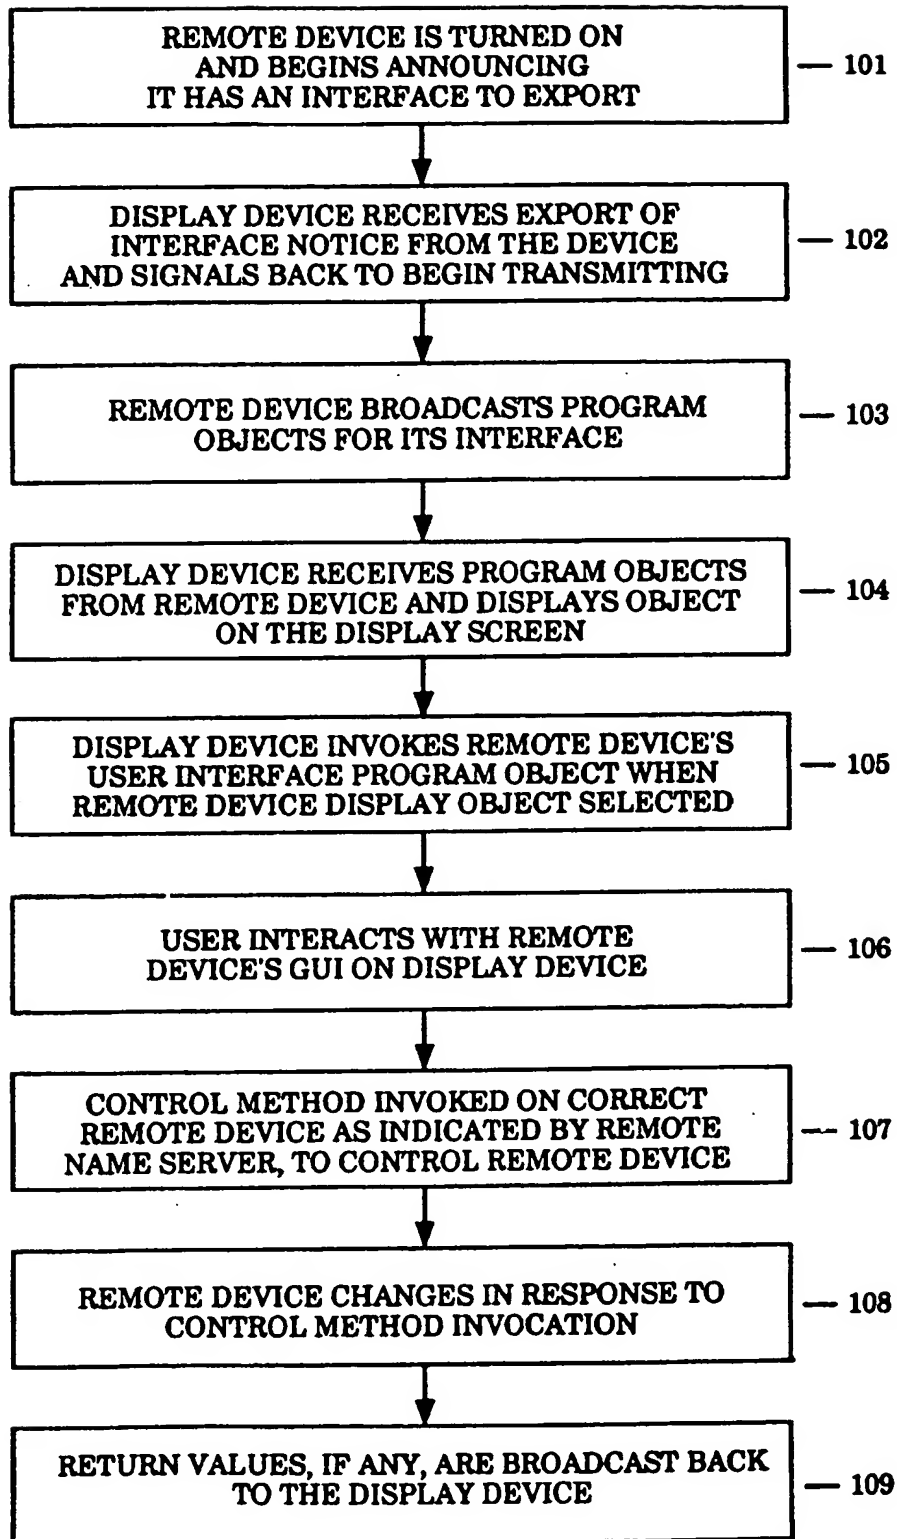 REMOTE DEVICE IS TURNED ON
AND BEGINS ANNOUNCING
IT HAS AN INTERFACE TO EXPORT
101
DISPLAY DEVICE RECEIVES EXPORT OF
INTERFACE NOTICE FROM THE DEVICE
AND SIGNALS BACK TO BEGIN TRANSMITTING
102
REMOTE DEVICE BROADCASTS PROGRAM
OBJECTS FOR ITS INTERFACE
103
DISPLAY DEVICE RECEIVES PROGRAM OBJECTS
FROM REMOTE DEVICE AND DISPLAYS OBJECT
ON THE DISPLAY SCREEN
104
DISPLAY DEVICE INVOKES REMOTE DEVICE'S
USER INTERFACE PROGRAM OBJECT WHEN
REMOTE DEVICE DISPLAY OBJECT SELECTED
105
USER INTERACTS WITH REMOTE
DEVICE'S GUI ON DISPLAY DEVICE
106
CONTROL METHOD INVOKED ON CORRECT
REMOTE DEVICE AS INDICATED BY REMOTE
NAME SERVER, TO CONTROL REMOTE DEVICE
107
REMOTE DEVICE CHANGES IN RESPONSE TO
CONTROL METHOD INVOCATION
108
RETURN VALUES, IF ANY, ARE BROADCAST BACK
TO THE DISPLAY DEVICE
109